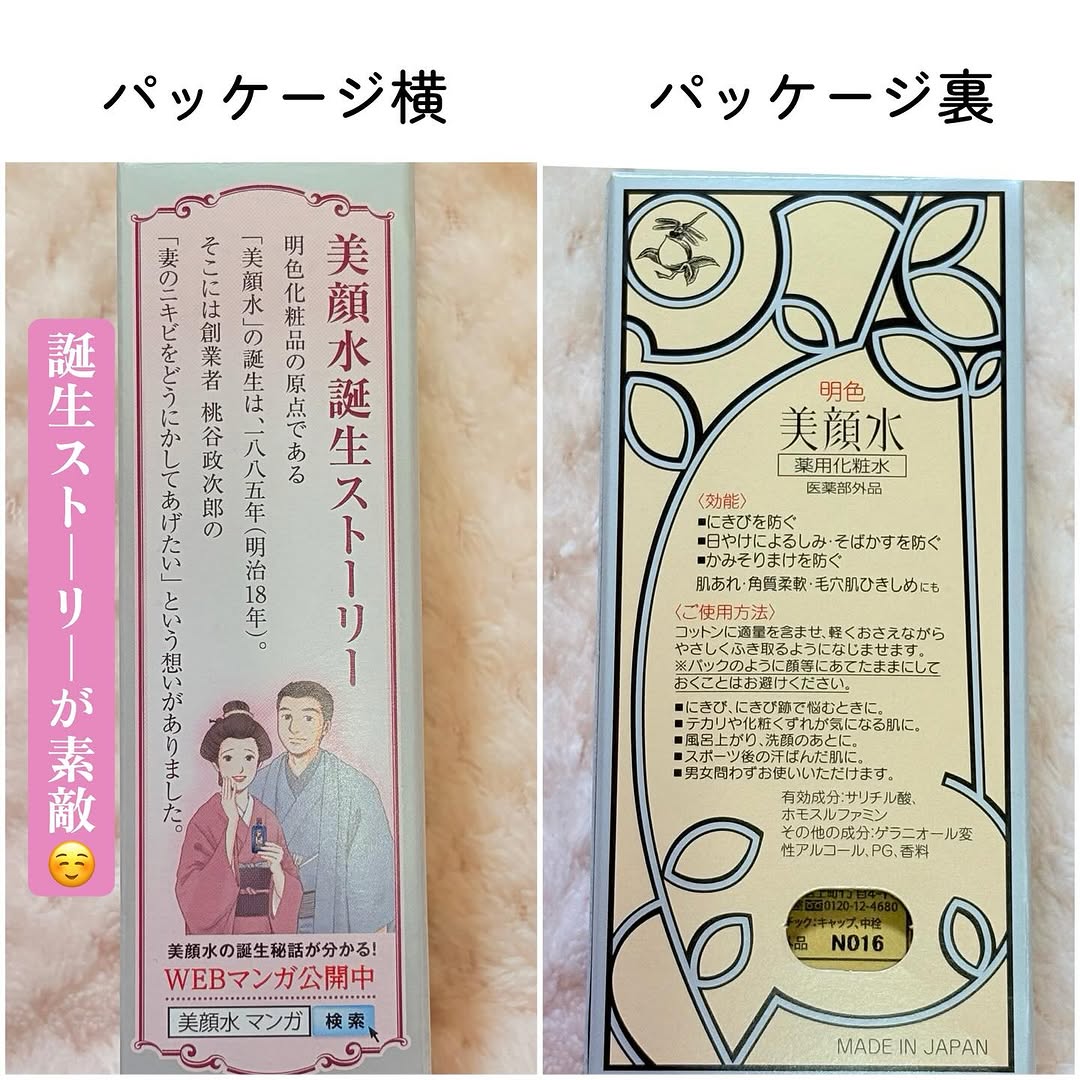 パッケージ横
パッケージ裏
誕生ストーリーが素敵☺️
美顔水誕生ストーリー
明色化粧品の原点である
「美顔水」の誕生は、一八八五年(明治18年)。
そこには創業者 桃谷政次郎の
「妻のニキビをどうにかしてあげたい」という想いがありました。
美顔水の誕生秘話が分かる!
WEBマンガ公開中
美顔水 マンガ 検索
明色
美顔水
薬用化粧水
医薬部外品
〈効能〉
■にきびを防ぐ
■日やけによるしみ・そばかすを防ぐ
■かみそりまけを防ぐ
肌あれ・角質柔軟・毛穴肌ひきしめにも
〈ご使用方法〉
コットンに適量を含ませ、軽くおさえながら
やさしくふき取るようになじませます。
※パックのように顔等にあてたままにして
おくことはお避けください。
■にきび、にきび跡で悩むときに。
■テカリや化粧くずれが気になる肌に。
■風呂上がり、洗顔のあとに。
■スポーツ後の汗ばんだ肌に。
■男女問わずお使いいただけます。
有効成分:サリチル酸、
ホモスルファミン
その他の成分:ゲラニオール変
性アルコール、PG、香料
0120-12-4680
ック:キャップ、中栓
品 N016
MADE IN JAPAN